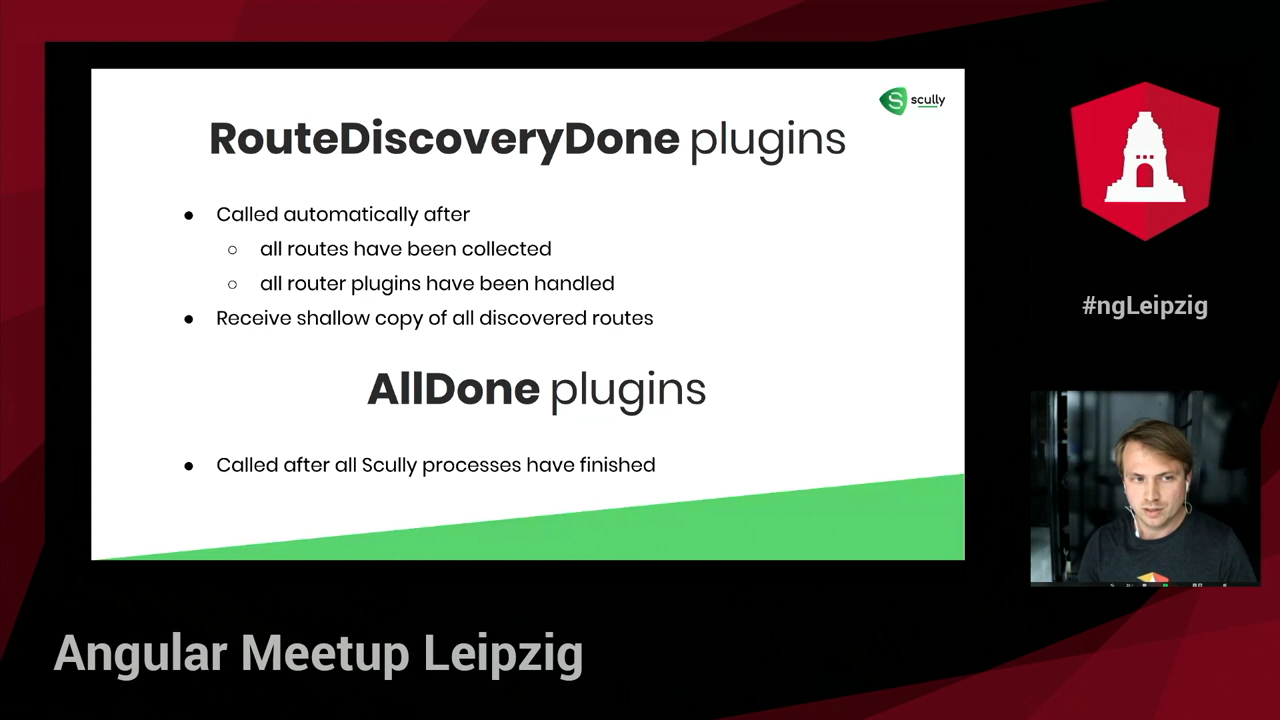 scully
RouteDiscoveryDone plugins
● Called automatically after
○ all routes have been collected
○ all router plugins have been handled
● Receive shallow copy of all discovered routes
AllDone plugins
● Called after all Scully processes have finished
#ngLeipzig
Angular Meetup Leipzig